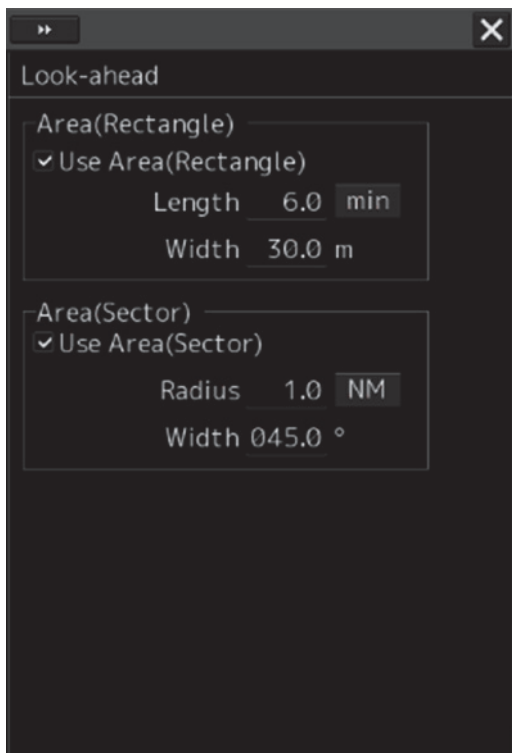 Look-ahead
Area(Rectangle)
Use Area(Rectangle)
Length 6.0 min
Width 30.0 m
Area(Sector)
Use Area(Sector)
Radius 1.0 NM
Width 045.0 °